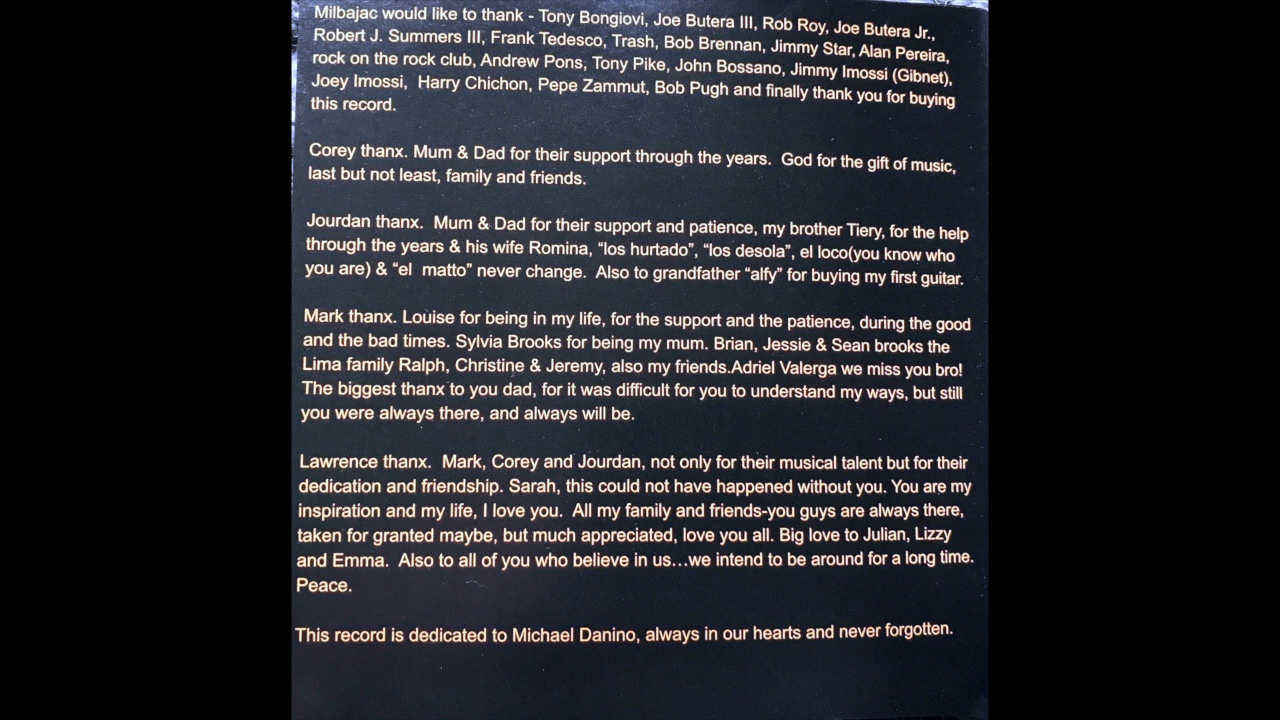 Milbajac would like to thank - Tony Bongiovi, Joe Butera III, Rob Roy, Joe Butera Jr.,
Robert J. Summers III, Frank Tedesco, Trash, Bob Brennan, Jimmy Star, Alan Pereira,
rock on the rock club, Andrew Pons, Tony Pike, John Bossano, Jimmy Imossi (Gibnet),
Joey Imossi,  Harry Chichon, Pepe Zammut, Bob Pugh and finally thank you for buying
this record.

Corey thanx. Mum & Dad for their support through the years.  God for the gift of music,
last but not least, family and friends.

Jourdan thanx.  Mum & Dad for their support and patience, my brother Tiery, for the help
through the years & his wife Romina, “los hurtado”, “los desola”, el loco(you know who
you are) & “el  matto” never change.  Also to grandfather “alfy” for buying my first guitar.

Mark thanx. Louise for being in my life, for the support and the patience, during the good
and the bad times. Sylvia Brooks for being my mum. Brian, Jessie & Sean brooks the
Lima family Ralph, Christine & Jeremy, also my friends.Adriel Valerga we miss you bro!
The biggest thanx to you dad, for it was difficult for you to understand my ways, but still
you were always there, and always will be.

Lawrence thanx.  Mark, Corey and Jourdan, not only for their musical talent but for their
dedication and friendship. Sarah, this could not have happened without you. You are my
inspiration and my life, I love you.  All my family and friends-you guys are always there,
taken for granted maybe, but much appreciated, love you all. Big love to Julian, Lizzy
and Emma.  Also to all of you who believe in us…we intend to be around for a long time.
Peace.

This record is dedicated to Michael Danino, always in our hearts and never forgotten.